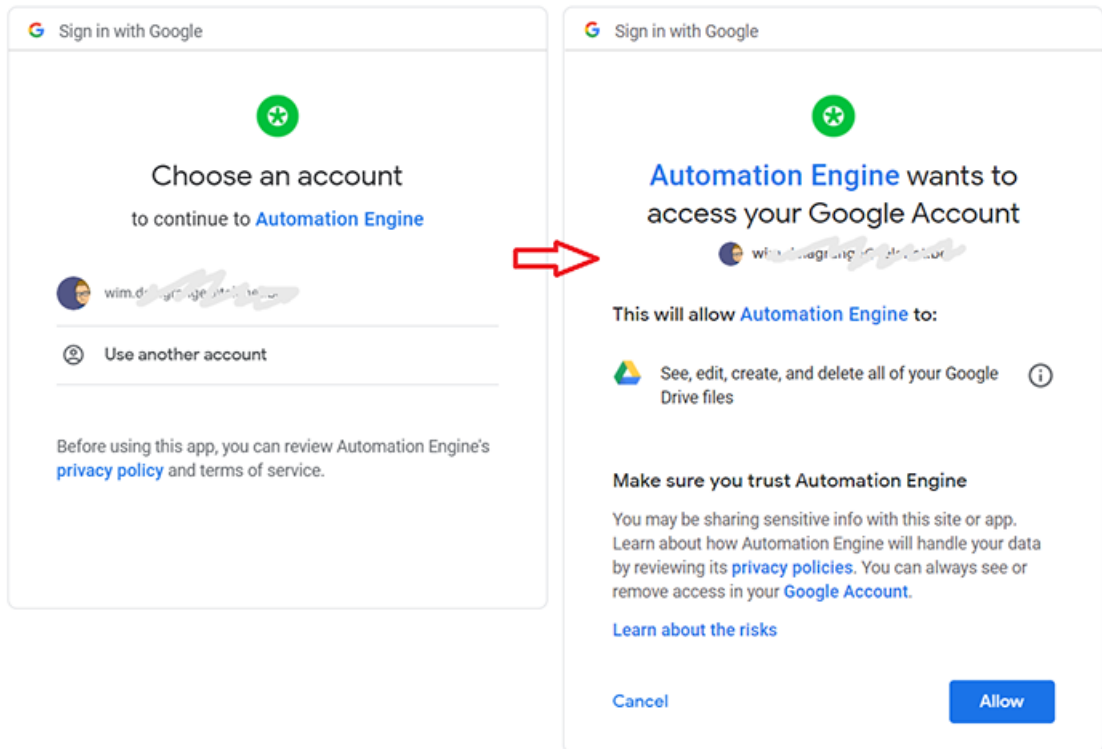 Sign in with Google
Choose an account
to continue to Automation Engine
Use another account
Before using this app, you can review Automation Engine's
privacy policy and terms of service.
Sign in with Google
Automation Engine wants to
access your Google Account
This will allow Automation Engine to:
See, edit, create, and delete all of your Google
Drive files
Make sure you trust Automation Engine
You may be sharing sensitive info with this site or app.
Learn about how Automation Engine will handle your data
by reviewing its privacy policies. You can always see or
remove access in your Google Account.
Learn about the risks
Cancel
Allow